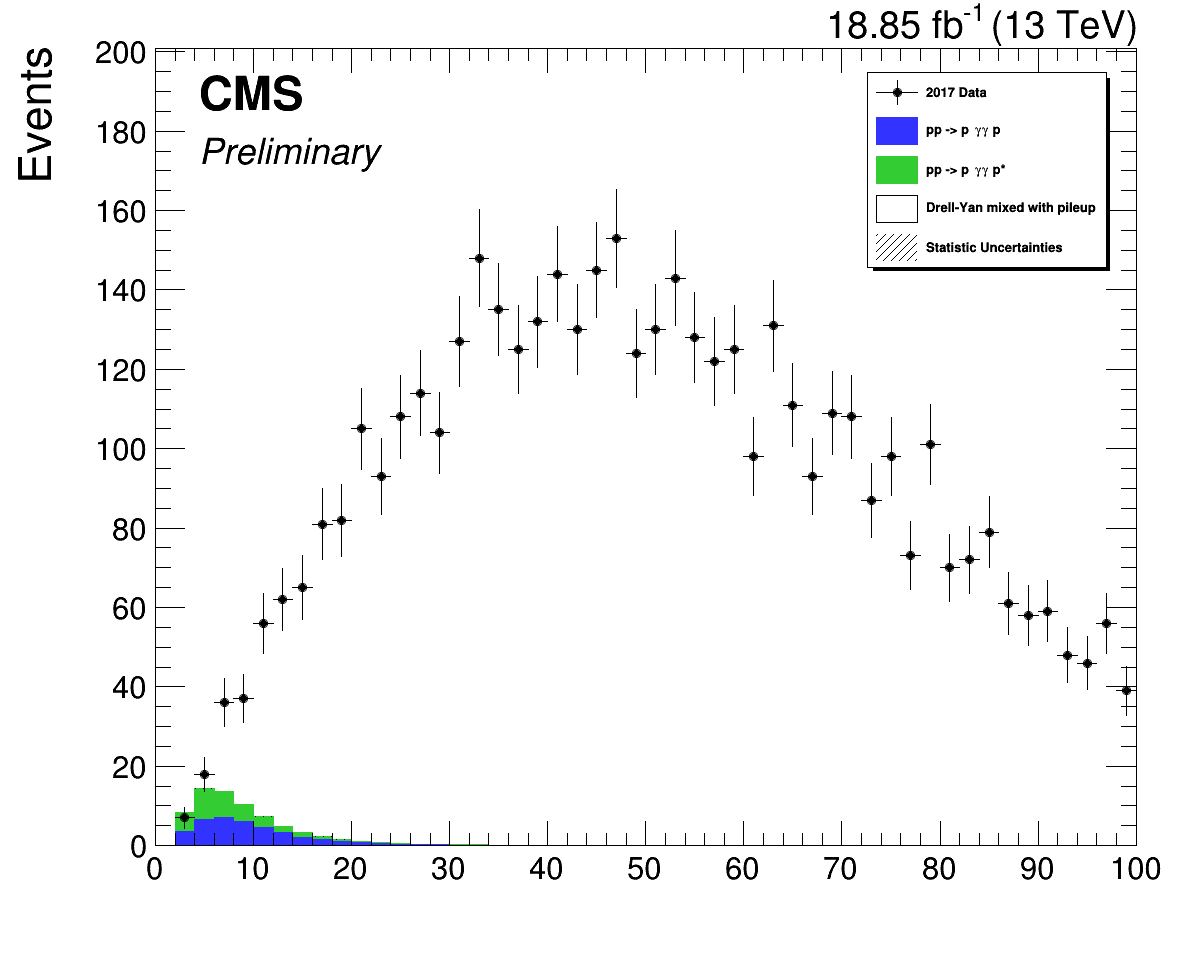 18.85 fb⁻¹ (13 TeV)
Events
CMS
Preliminary
2017 Data
pp -> p γγ p
pp -> p γγ p*
Drell-Yan mixed with pileup
Statistic Uncertainties
200
180
160
140
120
100
80
60
40
20
0
0 10 20 30 40 50 60 70 80 90 100